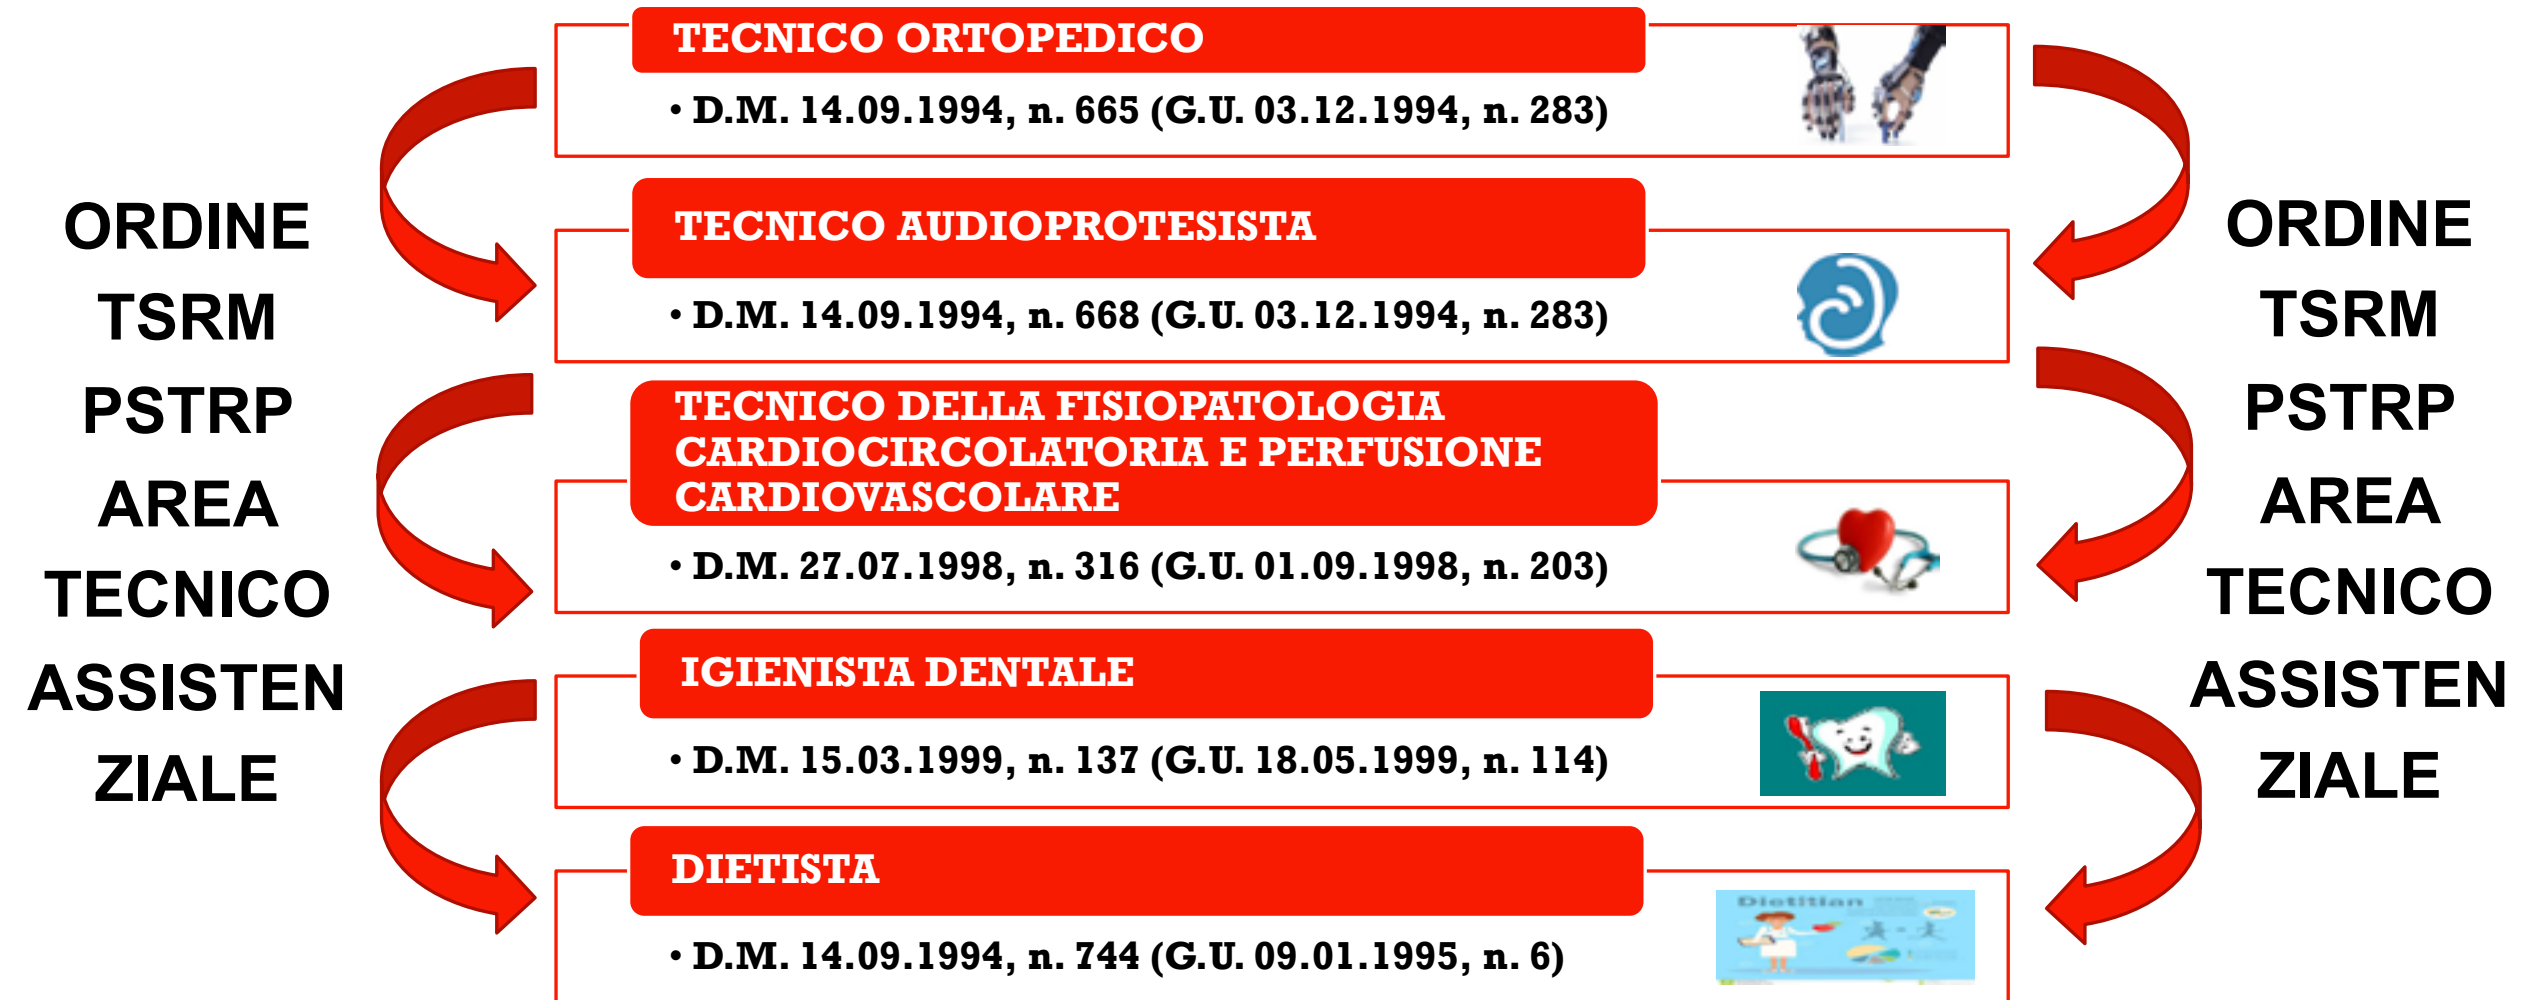 ORDINE
TSRM
PSTRP
AREA
TECNICO
ASSISTEN
ZIALE
TECNICO ORTOPEDICO
• D.M. 14.09.1994, n. 665 (G.U. 03.12.1994, n. 283)
TECNICO AUDIOPROTESISTA
• D.M. 14.09.1994, n. 668 (G.U. 03.12.1994, n. 283)
TECNICO DELLA FISIOPATOLOGIA
CARDIOCIRCOLATORIA E PERFUSIONE
CARDIOVASCOLARE
• D.M. 27.07.1998, n. 316 (G.U. 01.09.1998, n. 203)
IGIENISTA DENTALE
• D.M. 15.03.1999, n. 137 (G.U. 18.05.1999, n. 114)
DIETISTA
• D.M. 14.09.1994, n. 744 (G.U. 09.01.1995, n. 6)
Dietitian
ORDINE
TSRM
PSTRP
AREA
TECNICO
ASSISTEN
ZIALE